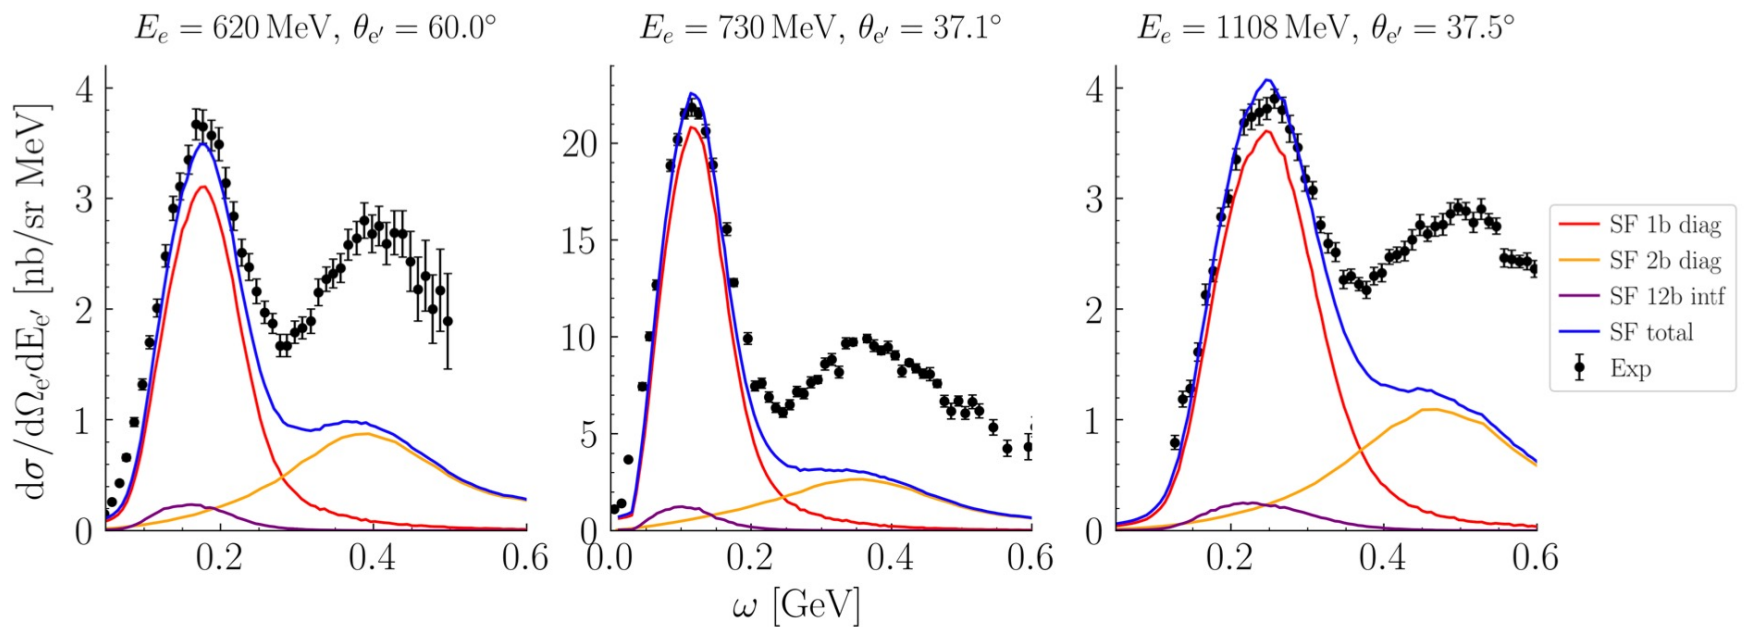 E_e = 620 MeV, θ_e′ = 60.0°
E_e = 730 MeV, θ_e′ = 37.1°
E_e = 1108 MeV, θ_e′ = 37.5°
dσ/dΩ_e′dE_e′ [nb/sr MeV]
4
3
2
1
0
0.2
0.4
0.6
20
15
10
5
0
0.0
0.2
0.4
0.6
4
3
2
1
0
0.2
0.4
0.6
ω [GeV]
SF 1b diag
SF 2b diag
SF 12b intf
SF total
Exp